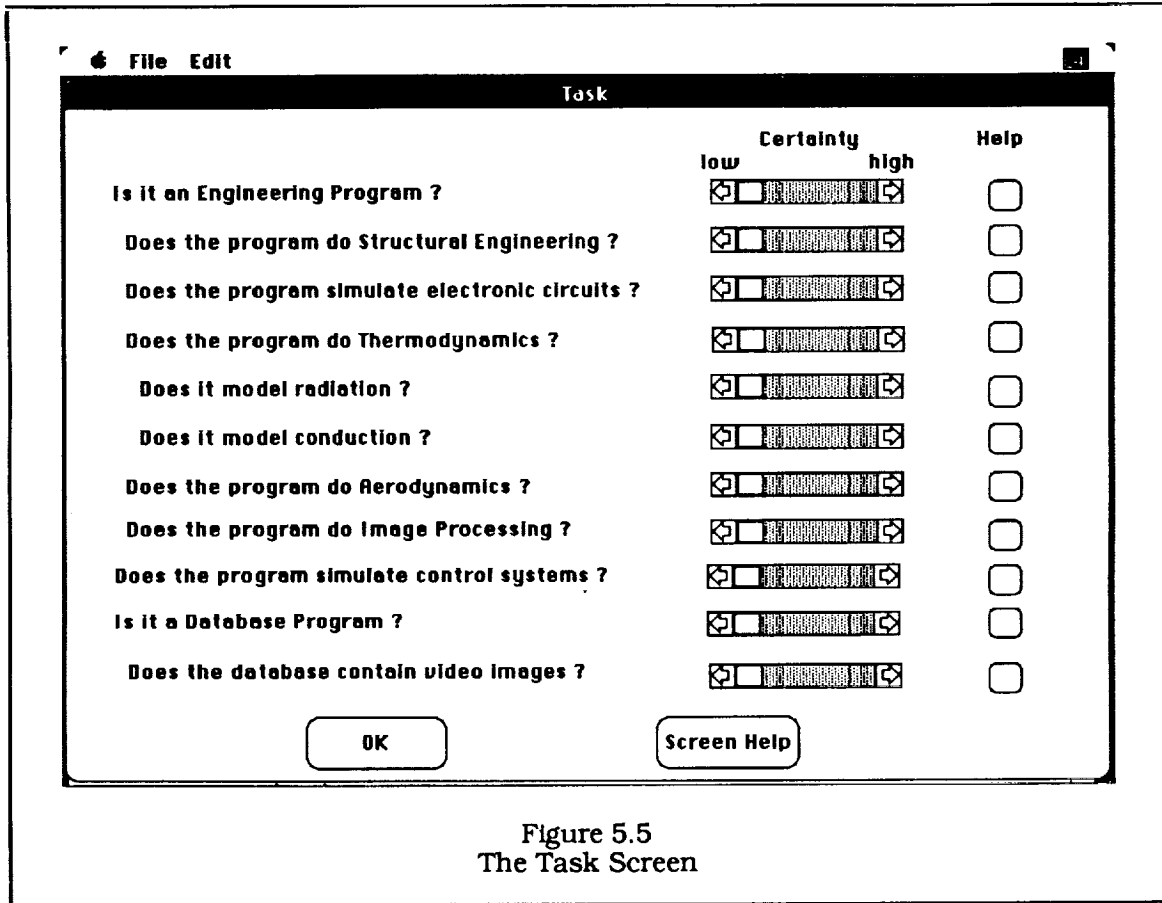 File Edit
Task
Certainty Help
low high
Is it an Engineering Program ?
Does the program do Structural Engineering ?
Does the program simulate electronic circuits ?
Does the program do Thermodynamics ?
Does it model radiation ?
Does it model conduction ?
Does the program do Aerodynamics ?
Does the program do Image Processing ?
Does the program simulate control systems ?
Is it a Database Program ?
Does the database contain video images ?
OK Screen Help
Figure 5.5
The Task Screen